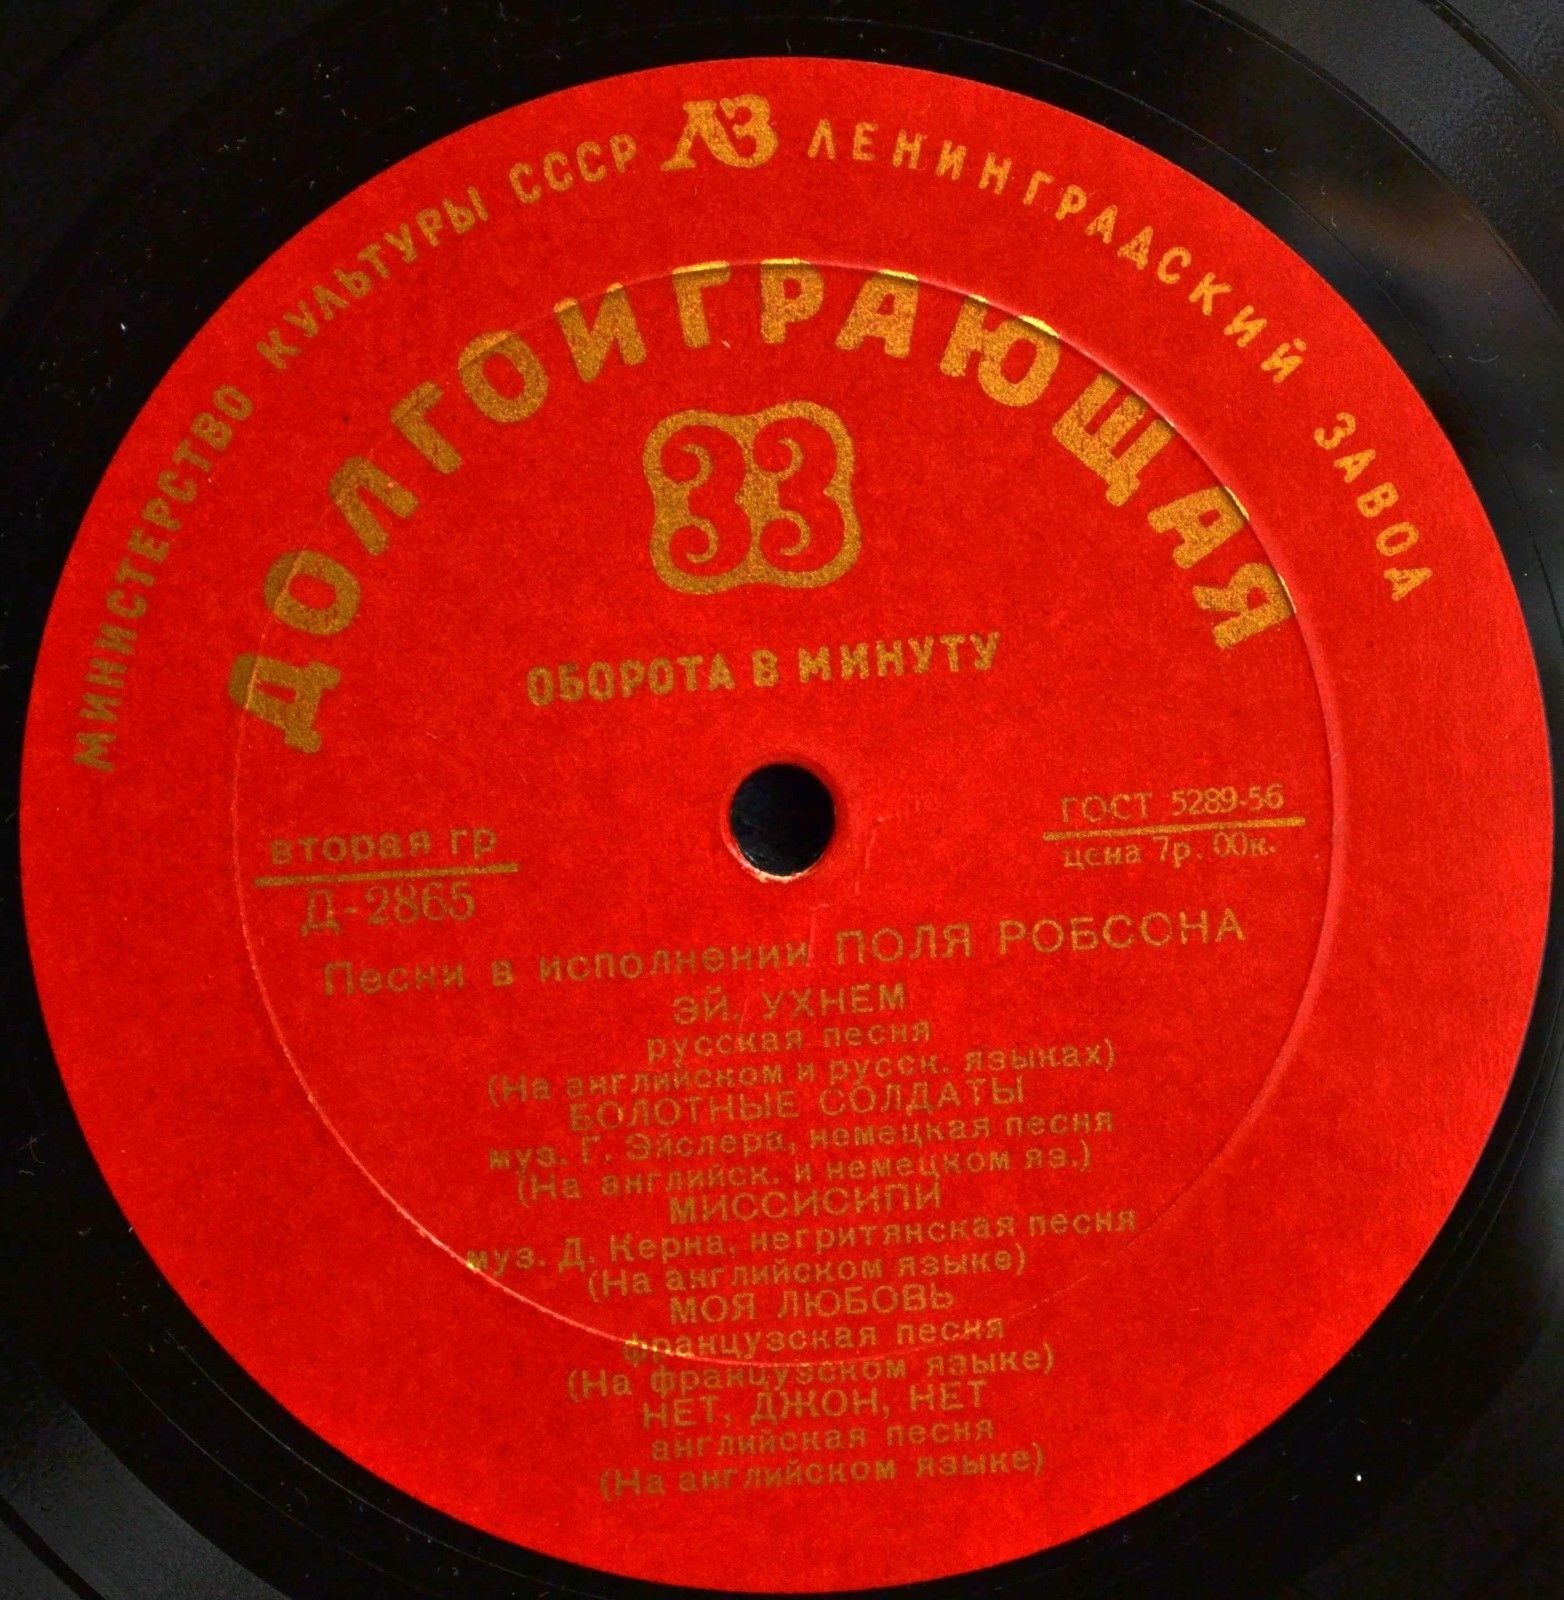 МИНИСТЕРСТВО КУЛЬТУРЫ СССР ЛЗ ЛЕНИНГРАДСКИЙ ЗАВОД
ДОЛГОИГРАЮЩАЯ
33
ОБОРОТА В МИНУТУ
вторая гр
Д-2865
ГОСТ 5289-56
цена 7р. 00к.
Песни в исполнении ПОЛЯ РОБСОНА
ЭЙ, УХНЕМ
русская песня
(На английском и русск. языках)
БОЛОТНЫЕ СОЛДАТЫ
муз. Г. Эйслера, немецкая песня
(На английск. и немецком яз.)
МИССИСИПИ
муз. Д. Керна, негритянская песня
(На английском языке)
МОЯ ЛЮБОВЬ
французская песня
(На французском языке)
НЕТ, ДЖОН, НЕТ
английская песня
(На английском языке)